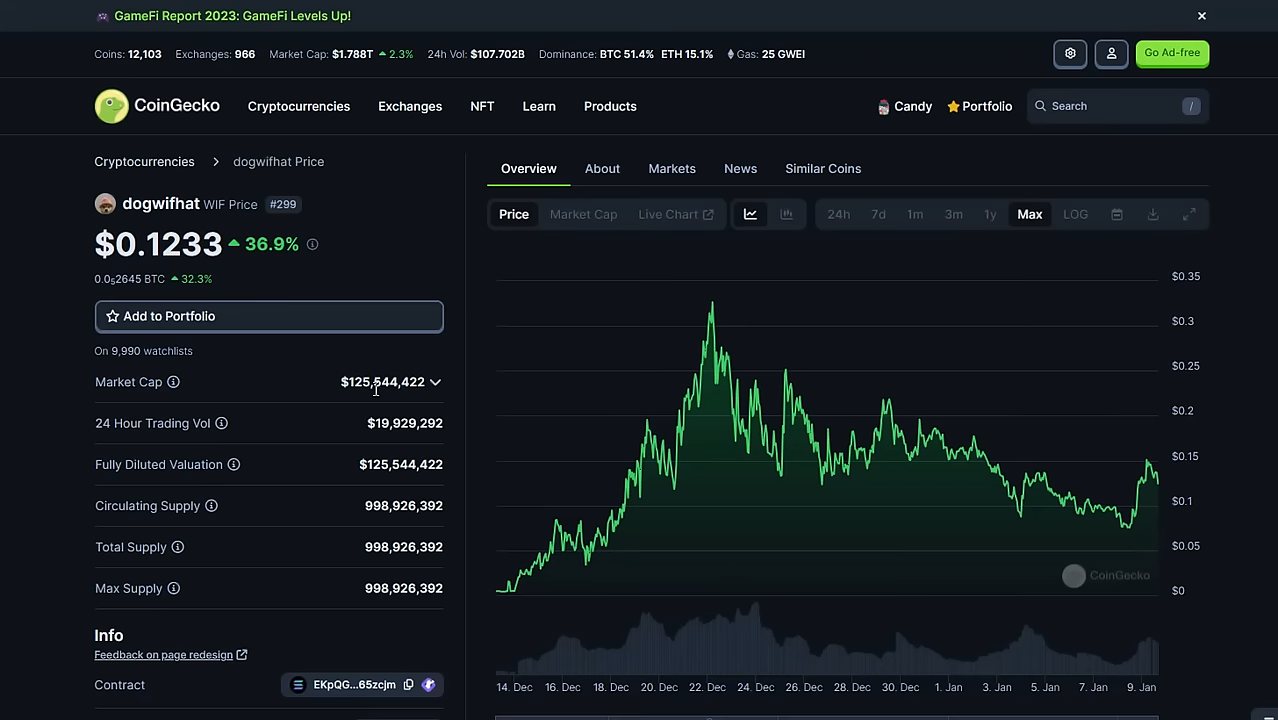 GameFi Report 2023: GameFi Levels Up!
Coins: 12,103 Exchanges: 966 Market Cap: $1.788T 2.3% 24h Vol: $107.702B Dominance: BTC 51.4% ETH 15.1% Gas: 25 GWEI
Go Ad-free
CoinGecko Cryptocurrencies Exchanges NFT Learn Products Candy Portfolio Search /
Cryptocurrencies > dogwifhat Price
dogwifhat WIF Price #299
$0.1233 36.9%
0.0₅2645 BTC 32.3%
Add to Portfolio
On 9,990 watchlists
Market Cap $125,544,422
24 Hour Trading Vol $19,929,292
Fully Diluted Valuation $125,544,422
Circulating Supply 998,926,392
Total Supply 998,926,392
Max Supply 998,926,392
Info
Feedback on page redesign
Contract EKpQG...65zcjm
Overview About Markets News Similar Coins
Price Market Cap Live Chart 24h 7d 1m 3m 1y Max LOG
$0.35
$0.3
$0.25
$0.2
$0.15
$0.1
$0.05
$0
CoinGecko
14. Dec 16. Dec 18. Dec 20. Dec 22. Dec 24. Dec 26. Dec 28. Dec 30. Dec 1. Jan 3. Jan 5. Jan 7. Jan 9. Jan